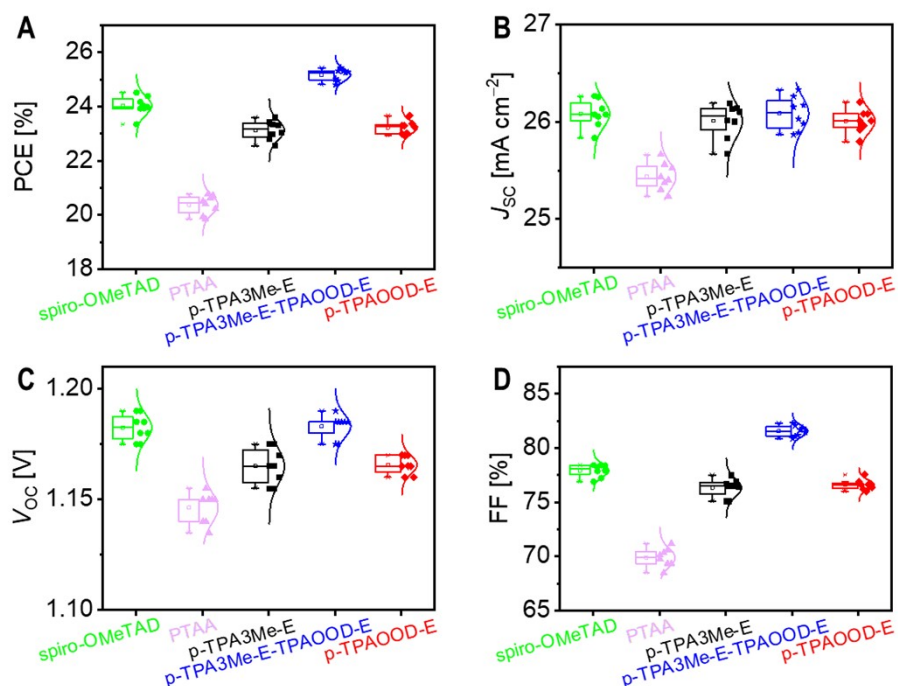 A
PCE [%]
26
24
22
20
18
spiro-OMeTAD
PTAA
p-TPA3Me-E
p-TPA3Me-E-TPAOOD-E
p-TPAOOD-E
B
J_SC [mA cm⁻²]
27
26
25
spiro-OMeTAD
PTAA
p-TPA3Me-E
p-TPA3Me-E-TPAOOD-E
p-TPAOOD-E
C
V_OC [V]
1.20
1.15
1.10
spiro-OMeTAD
PTAA
p-TPA3Me-E
p-TPA3Me-E-TPAOOD-E
p-TPAOOD-E
D
FF [%]
85
80
75
70
65
spiro-OMeTAD
PTAA
p-TPA3Me-E
p-TPA3Me-E-TPAOOD-E
p-TPAOOD-E